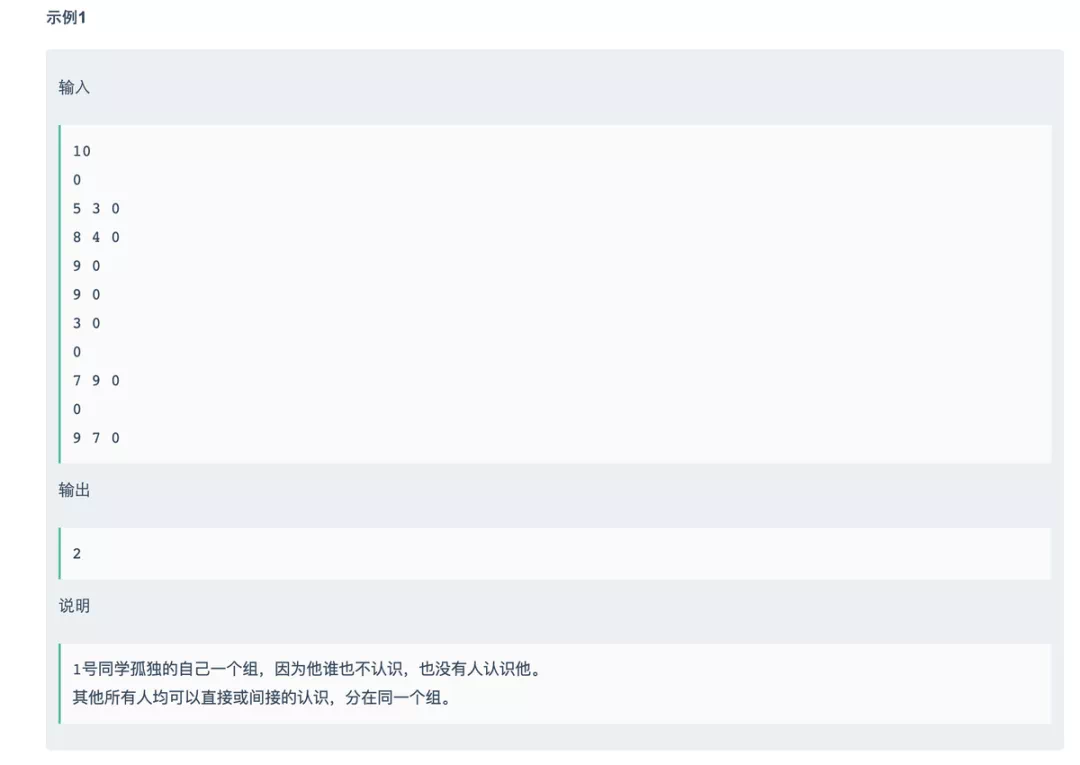 示例1
输入
10
0
5 3 0
8 4 0
9 0
9 0
3 0
0
7 9 0
0
9 7 0
输出
2
说明
1号同学孤独的自己一个组，因为他谁也不认识，也没有人认识他。
其他所有人均可以直接或间接的认识，分在同一个组。